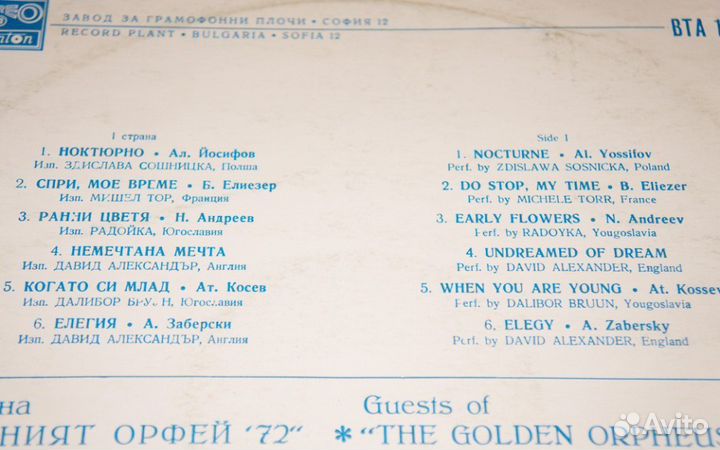 ЗАВОД ЗА ГРАМОФОННИ ПЛОЧИ • СОФИЯ 12
RECORD PLANT • BULGARIA • SOFIA 12
ВТА 1
I страна
1. НОКТЮРНО • Ал. Йосифов
Изп. ЗДИСЛАВА СОШНИЦКА, Полша
2. СПРИ, МОЕ ВРЕМЕ • Б. Елиезер
Изп. МИШЕЛ ТОР, Франция
3. РАННИ ЦВЕТЯ • Н. Андреев
Изп. РАДОЙКА, Югославия
4. НЕМЕЧТАНА МЕЧТА
Изп. ДАВИД АЛЕКСАНДЪР, Англия
5. КОГАТО СИ МЛАД • Ат. Косев
Изп. ДАЛИБОР БРУУН, Югославия
6. ЕЛЕГИЯ • А. Заберски
Изп. ДАВИД АЛЕКСАНДЪР, Англия
Side I
1. NOCTURNE • Al. Yossifov
Perf. by ZDISLAWA SOSNICKA, Poland
2. DO STOP, MY TIME • B. Eliezer
Perf. by MICHELE TORR, France
3. EARLY FLOWERS • N. Andreev
Perf. by RADOYKA, Yougoslavia
4. UNDREAMED OF DREAM
Perf. by DAVID ALEXANDER, England
5. WHEN YOU ARE YOUNG • At. Kossev
Perf. by DALIBOR BRUUN, Yougoslavia
6. ELEGY • A. Zabersky
Perf. by DAVID ALEXANDER, England
на
НИЯТ ОРФЕЙ '72"
Guests of
* "THE GOLDEN ORPHEUS
Avito